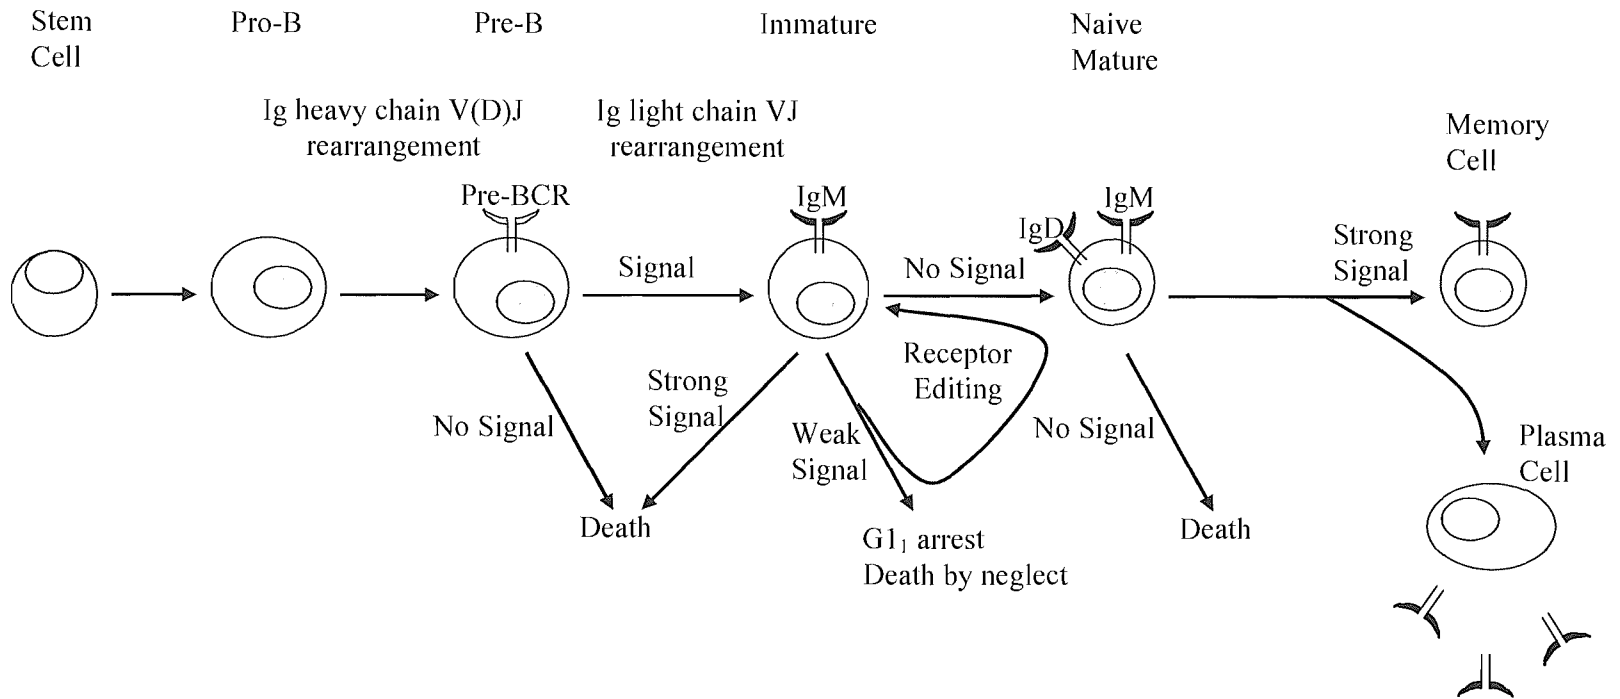 Stem
Cell
Pro-B
Pre-B
Immature
Naive
Mature
Ig heavy chain V(D)J
rearrangement
Ig light chain VJ
rearrangement
Memory
Cell
Pre-BCR
IgM
IgD
IgM
Signal
No Signal
Strong
Signal
Receptor
Editing
No Signal
Strong
Signal
Weak
Signal
No Signal
Death
G1₁ arrest
Death by neglect
Death
Plasma
Cell